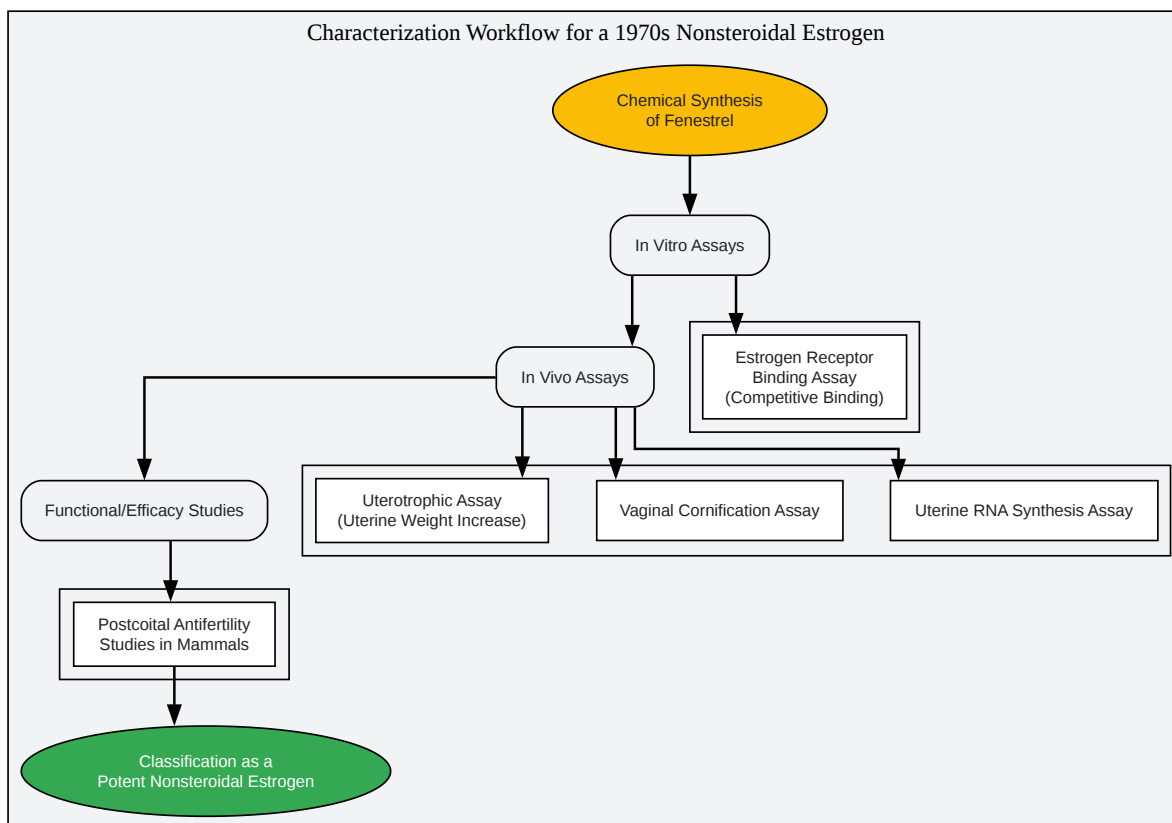 Characterization Workflow for a 1970s Nonsteroidal Estrogen
Chemical Synthesis
of Fenestrel
In Vitro Assays
Estrogen Receptor
Binding Assay
(Competitive Binding)
In Vivo Assays
Functional/Efficacy Studies
Uterotrophic Assay
(Uterine Weight Increase)
Vaginal Cornification Assay
Uterine RNA Synthesis Assay
Postcoital Antifertility
Studies in Mammals
Classification as a
Potent Nonsteroidal Estrogen